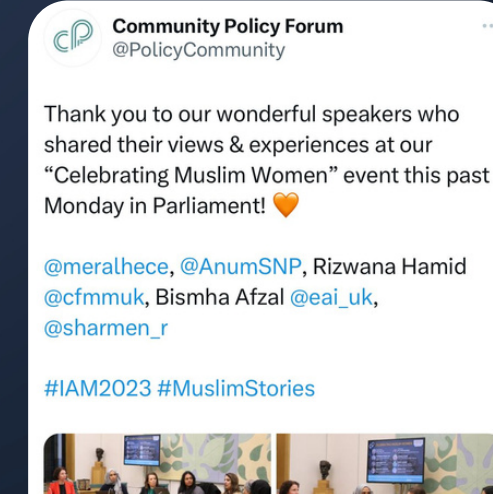 Community Policy Forum
@PolicyCommunity
Thank you to our wonderful speakers who
shared their views & experiences at our
“Celebrating Muslim Women” event this past
Monday in Parliament! 🧡
@meralhece, @AnumSNP, Rizwana Hamid
@cfmmuk, Bismha Afzal @eai_uk,
@sharmen_r
#IAM2023 #MuslimStories